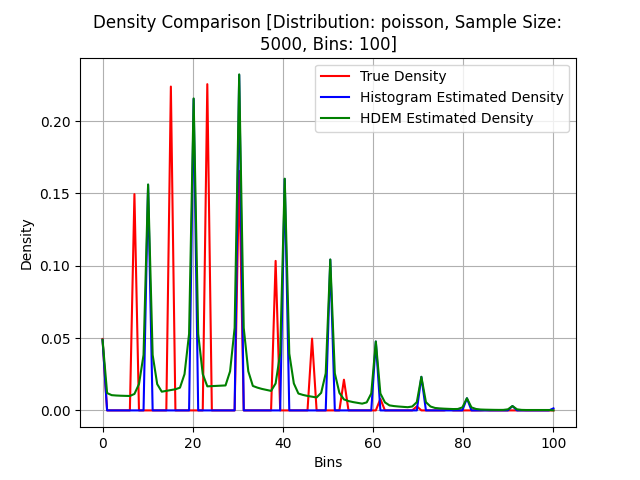 Density Comparison [Distribution: poisson, Sample Size:
5000, Bins: 100]
True Density
Histogram Estimated Density
HDEM Estimated Density
Density
0.20
0.15
0.10
0.05
0.00
0 20 40 60 80 100
Bins